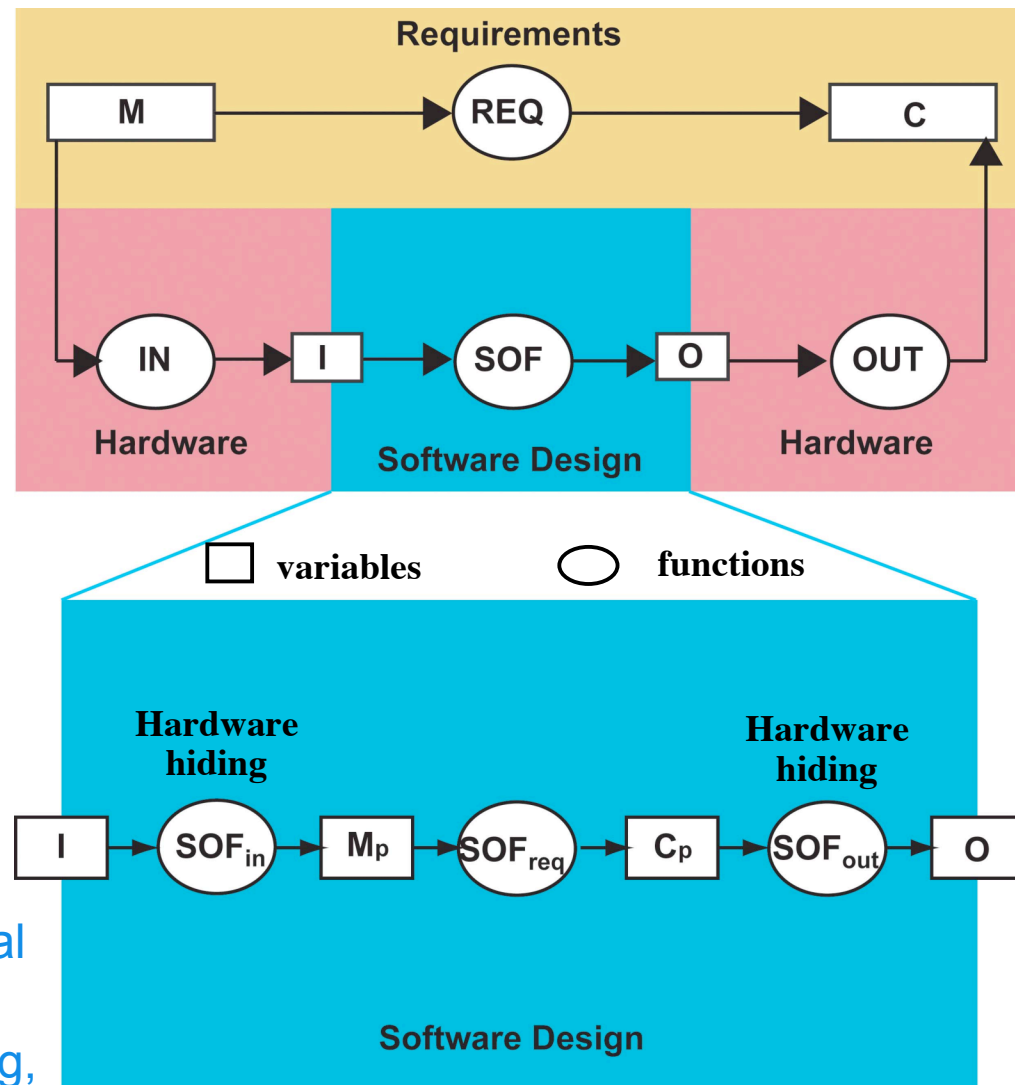 Requirements
M
REQ
C
IN
I
SOF
O
OUT
Hardware
Software Design
Hardware
variables
functions
Hardware
hiding
Hardware
hiding
I
SOFin
Mp
SOFreq
Cp
SOFout
O
al
g,
Software Design